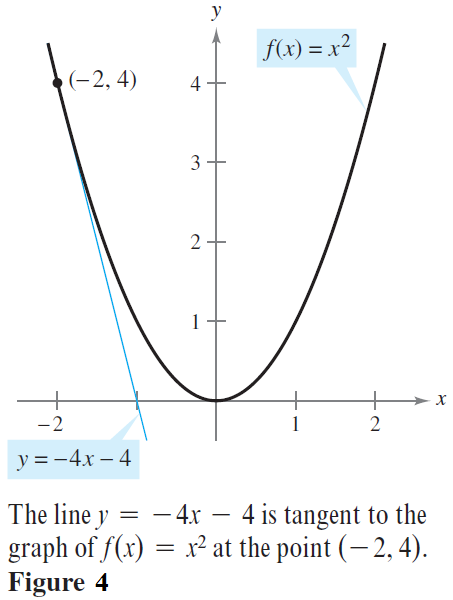 y
f(x) = x²
(−2, 4)
4
3
2
1
x
−2
1
2
y = −4x − 4
The line y = −4x − 4 is tangent to the
graph of f(x) = x² at the point (−2, 4).
Figure 4